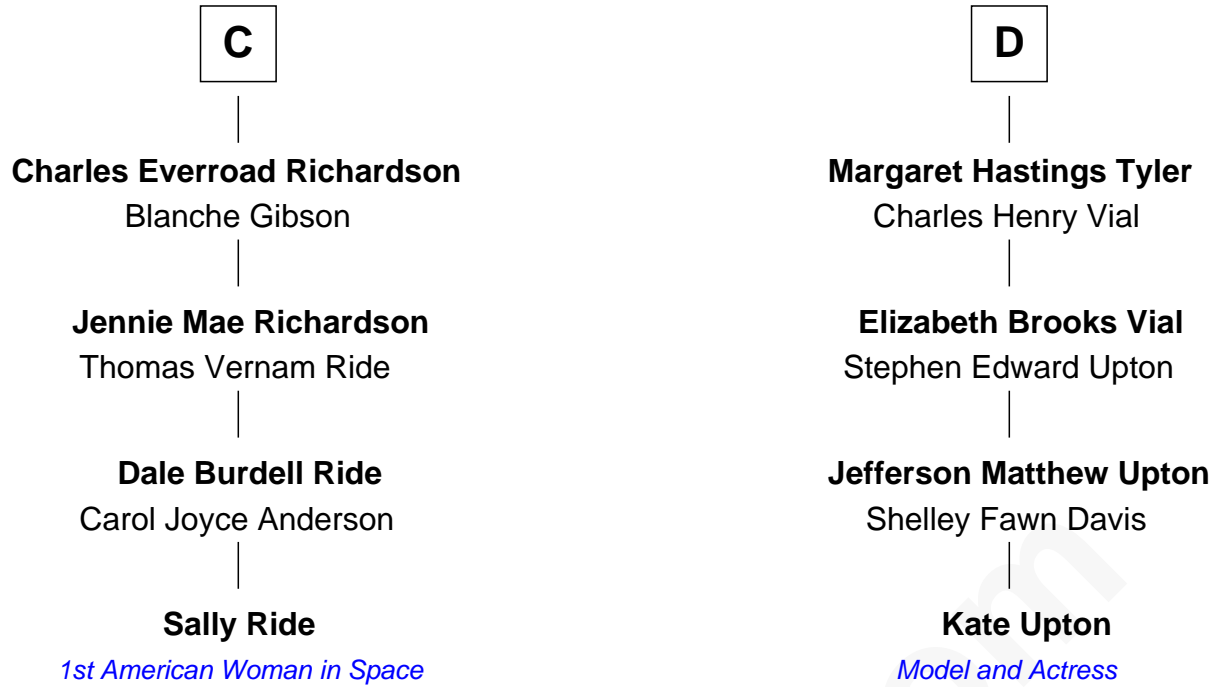 C
Charles Everroad Richardson
Blanche Gibson
Jennie Mae Richardson
Thomas Vernam Ride
Dale Burdell Ride
Carol Joyce Anderson
Sally Ride
1st American Woman in Space
D
Margaret Hastings Tyler
Charles Henry Vial
Elizabeth Brooks Vial
Stephen Edward Upton
Jefferson Matthew Upton
Shelley Fawn Davis
Kate Upton
Model and Actress